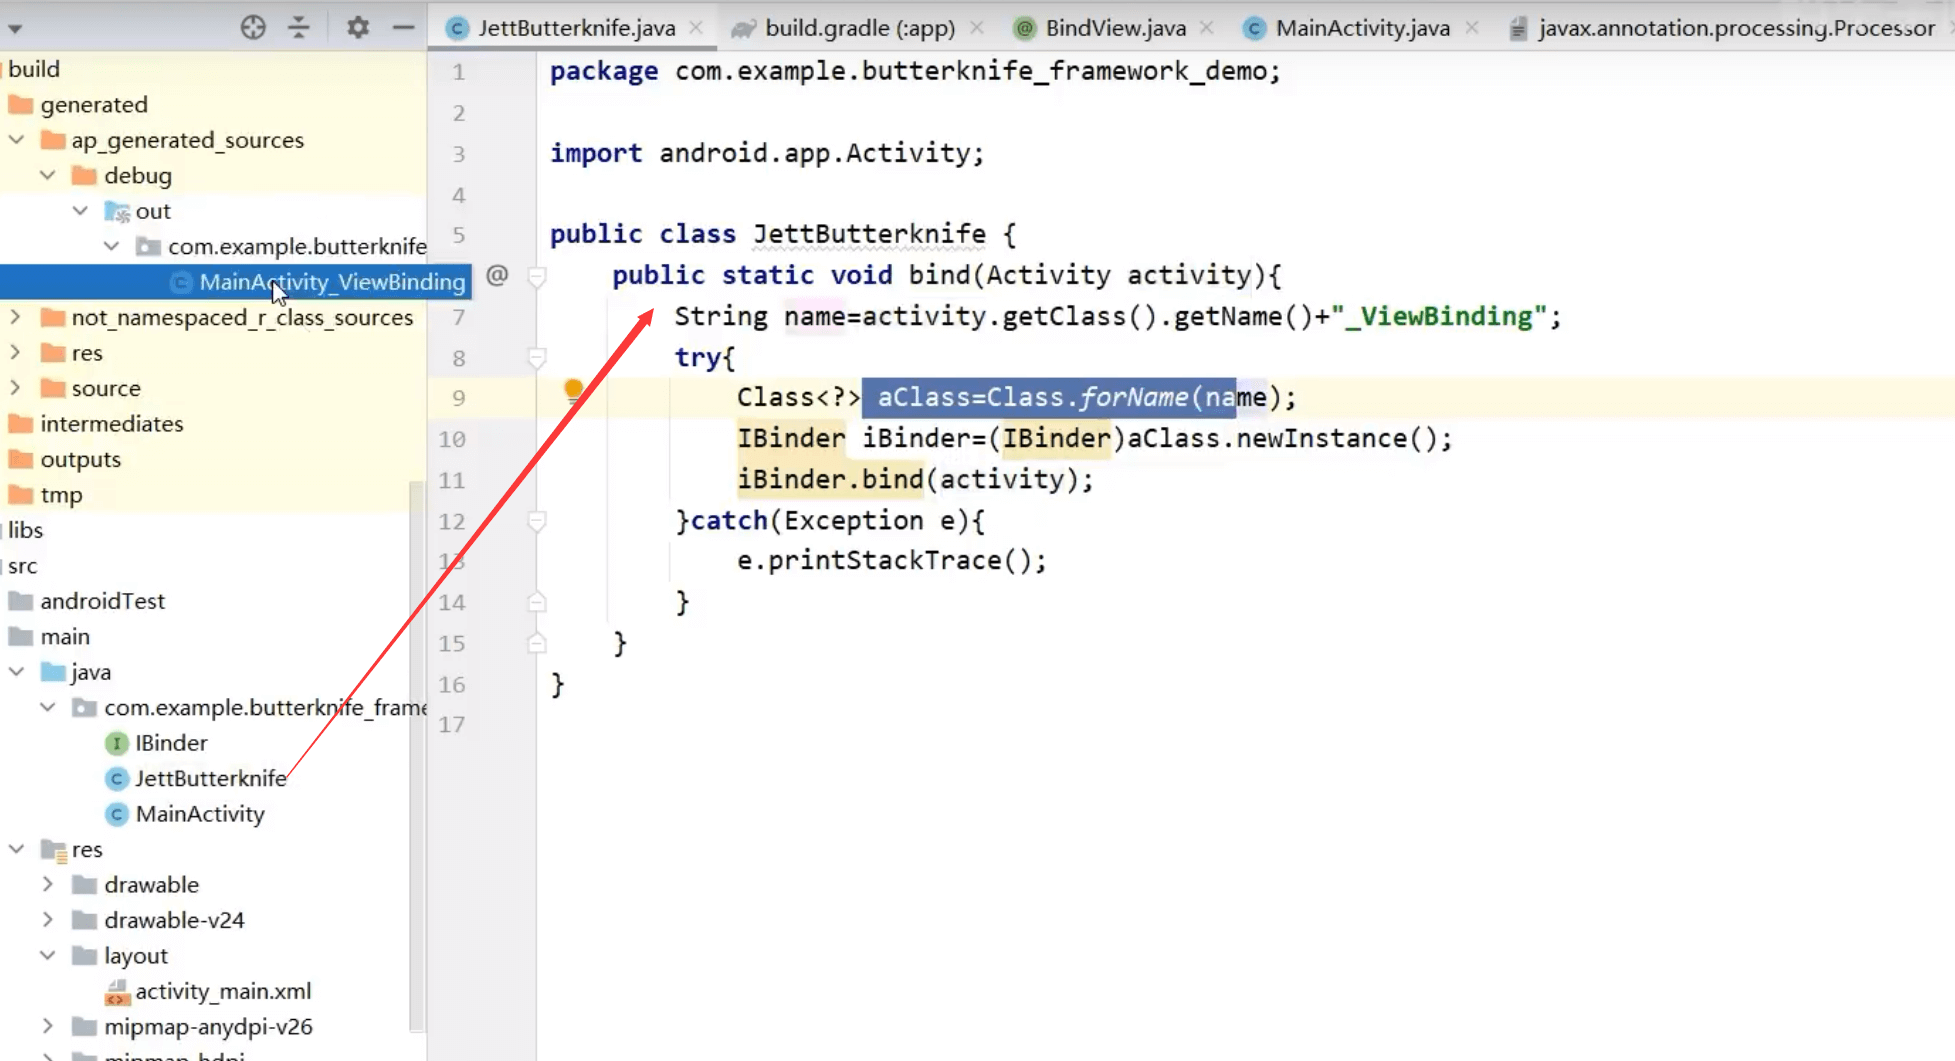 JettButterknife.java
build.gradle (:app)
BindView.java
MainActivity.java
javax.annotation.processing.Processor
build
generated
ap_generated_sources
debug
out
com.example.butterknife
MainActivity_ViewBinding
not_namespaced_r_class_sources
res
source
intermediates
outputs
tmp
libs
src
androidTest
main
java
com.example.butterknife_frame
IBinder
JettButterknife
MainActivity
res
drawable
drawable-v24
layout
activity_main.xml
mipmap-anydpi-v26
mipmap-hdpi
1 package com.example.butterknife_framework_demo;
2
3 import android.app.Activity;
4
5 public class JettButterknife {
@ public static void bind(Activity activity){
7 String name=activity.getClass().getName()+"_ViewBinding";
8 try{
9 Class<?> aClass=Class.forName(name);
10 IBinder iBinder=(IBinder)aClass.newInstance();
11 iBinder.bind(activity);
12 }catch(Exception e){
13 e.printStackTrace();
14 }
15 }
16 }
17